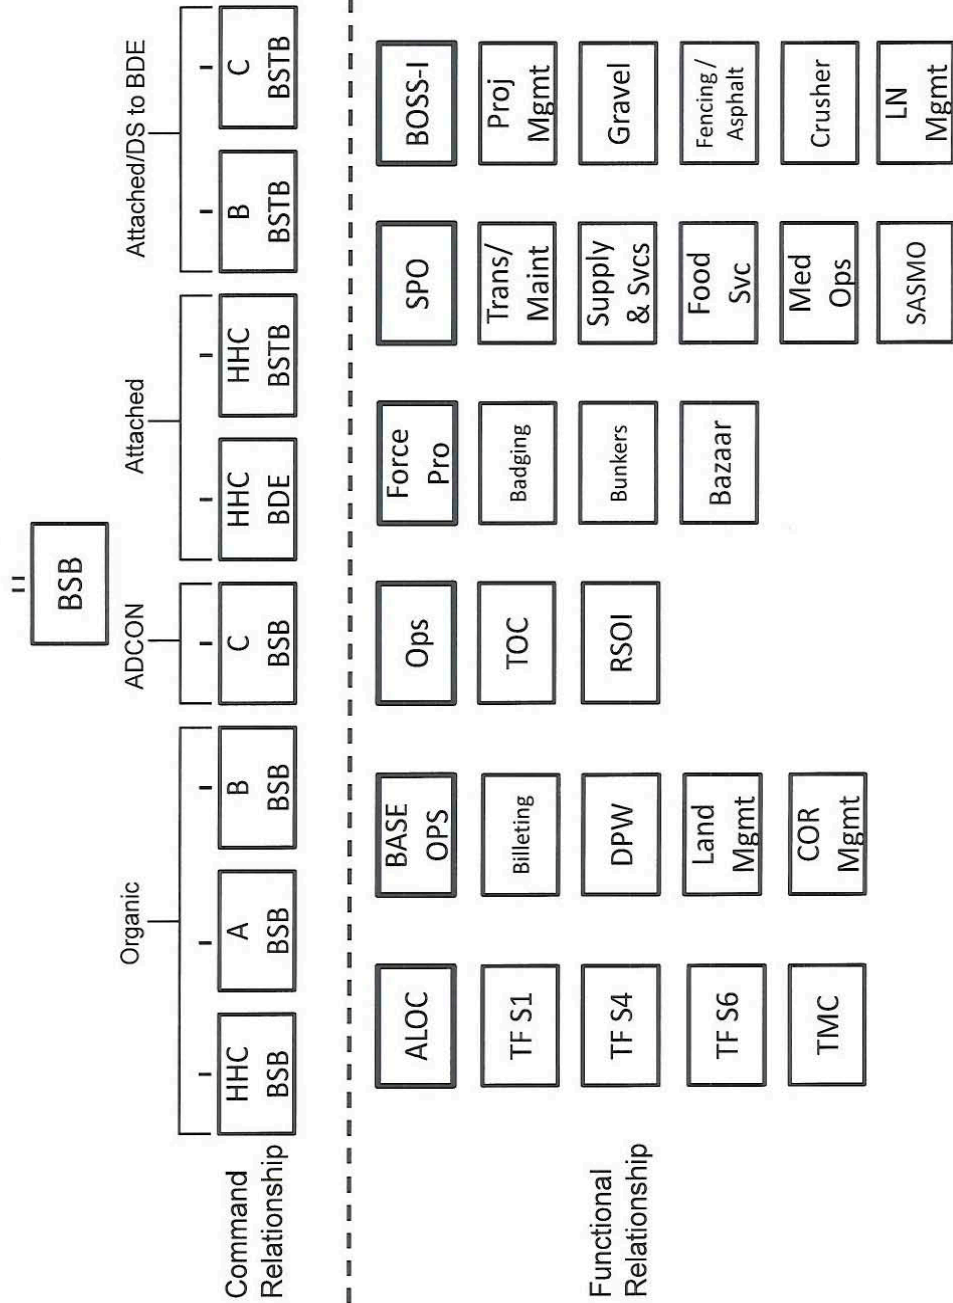 II
BSB
Organic
ADCON
Attached
Attached/DS to BDE
Command
Relationship
I
HHC
BSB
I
A
BSB
I
B
BSB
I
C
BSB
I
HHC
BDE
I
HHC
BSTB
I
B
BSTB
I
C
BSTB
Functional
Relationship
ALOC
TF S1
TF S4
TF S6
TMC
BASE
OPS
Billeting
DPW
Land
Mgmt
COR
Mgmt
Ops
TOC
RSOI
Force
Pro
Badging
Bunkers
Bazaar
SPO
Trans/
Maint
Supply
& Svcs
Food
Svc
Med
Ops
SASMO
BOSS-I
Proj
Mgmt
Gravel
Fencing /
Asphalt
Crusher
LN
Mgmt